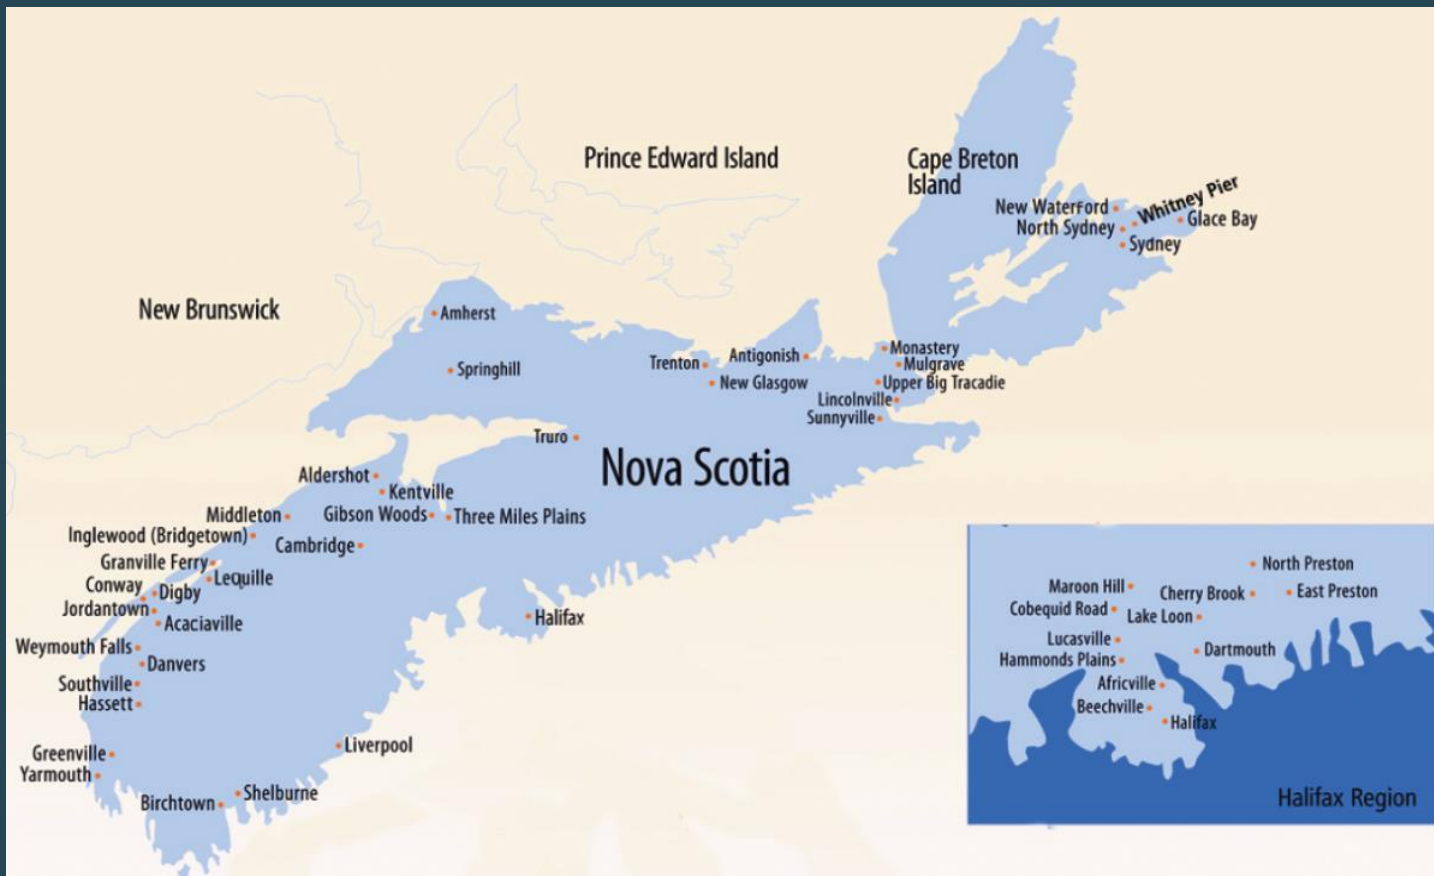 Prince Edward Island
Cape Breton
Island
New Waterford
Whitney Pier
Glace Bay
North Sydney
Sydney
New Brunswick
Amherst
Springhill
Trenton
New Glasgow
Antigonish
Monastery
Mulgrave
Upper Big Tracadie
Lincolnville
Sunnyville
Truro
Nova Scotia
Aldershot
Kentville
Middleton
Gibson Woods
Three Miles Plains
Inglewood (Bridgetown)
Cambridge
Granville Ferry
Lequille
Conway
Digby
Jordantown
Acaciaville
Halifax
Weymouth Falls
Danvers
Southville
Hassett
Greenville
Yarmouth
Liverpool
Shelburne
Birchtown
North Preston
Maroon Hill
Cherry Brook
East Preston
Cobequid Road
Lake Loon
Lucasville
Dartmouth
Hammonds Plains
Africville
Beechville
Halifax
Halifax Region